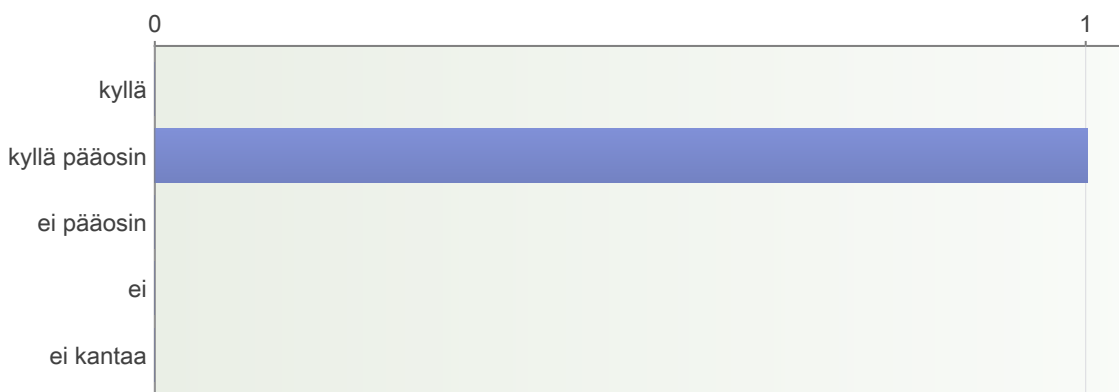 0 1
kyllä
kyllä pääosin
ei pääosin
ei
ei kantaa